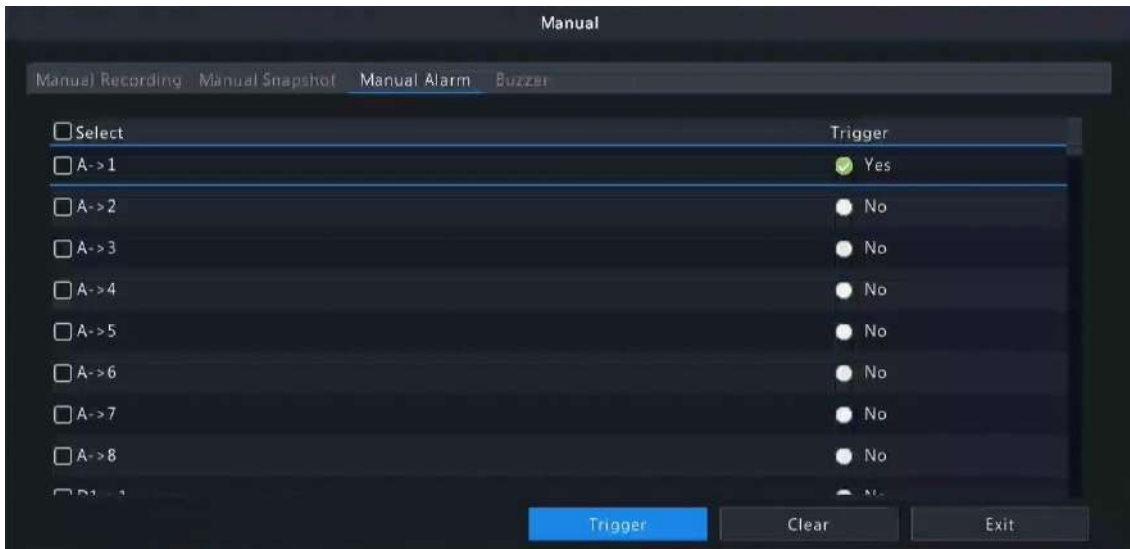 Manual
Manual Recording Manual Snapshot Manual Alarm Buzzer
Select Trigger
A->1 Yes
A->2 No
A->3 No
A->4 No
A->5 No
A->6 No
A->7 No
A->8 No
Trigger Clear Exit